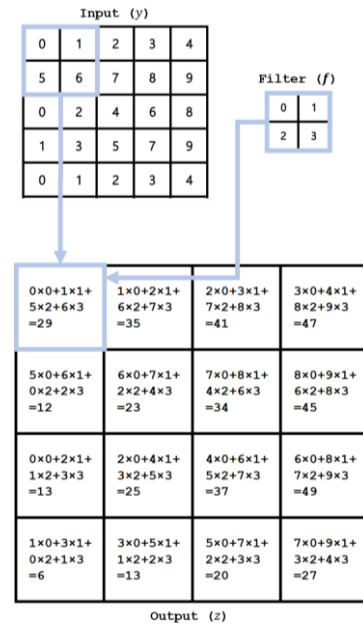 Input (y)
0 1 2 3 4
5 6 7 8 9
0 2 4 6 8
1 3 5 7 9
0 1 2 3 4
Filter (f)
0 1
2 3
0×0+1×1+ 1×0+2×1+ 2×0+3×1+ 3×0+4×1+
5×2+6×3 6×2+7×3 7×2+8×3 8×2+9×3
=29 =35 =41 =47
5×0+6×1+ 6×0+7×1+ 7×0+8×1+ 8×0+9×1+
0×2+2×3 2×2+4×3 4×2+6×3 6×2+8×3
=12 =23 =34 =45
0×0+2×1+ 2×0+4×1+ 4×0+6×1+ 6×0+8×1+
1×2+3×3 3×2+5×3 5×2+7×3 7×2+9×3
=13 =25 =37 =49
1×0+3×1+ 3×0+5×1+ 5×0+7×1+ 7×0+9×1+
0×2+1×3 1×2+2×3 2×2+3×3 3×2+4×3
=6 =13 =20 =27
Output (z)